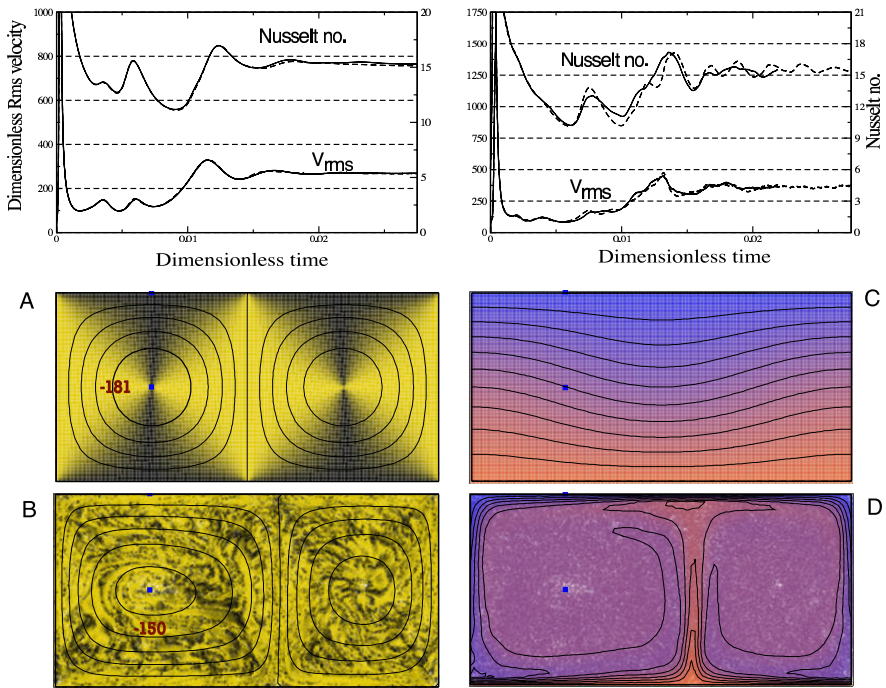 Dimensionless Rms velocity
1000
800
600
400
200
0
Nusselt no.
Vrms
20
15
10
5
0
0
0.01
0.02
Dimensionless time
1750
1500
1250
1000
750
500
250
0
Nusselt no.
Vrms
21
18
15
12
9
6
3
0
Nusselt no.
0
0.01
0.02
Dimensionless time
A
-181
C
B
-150
D